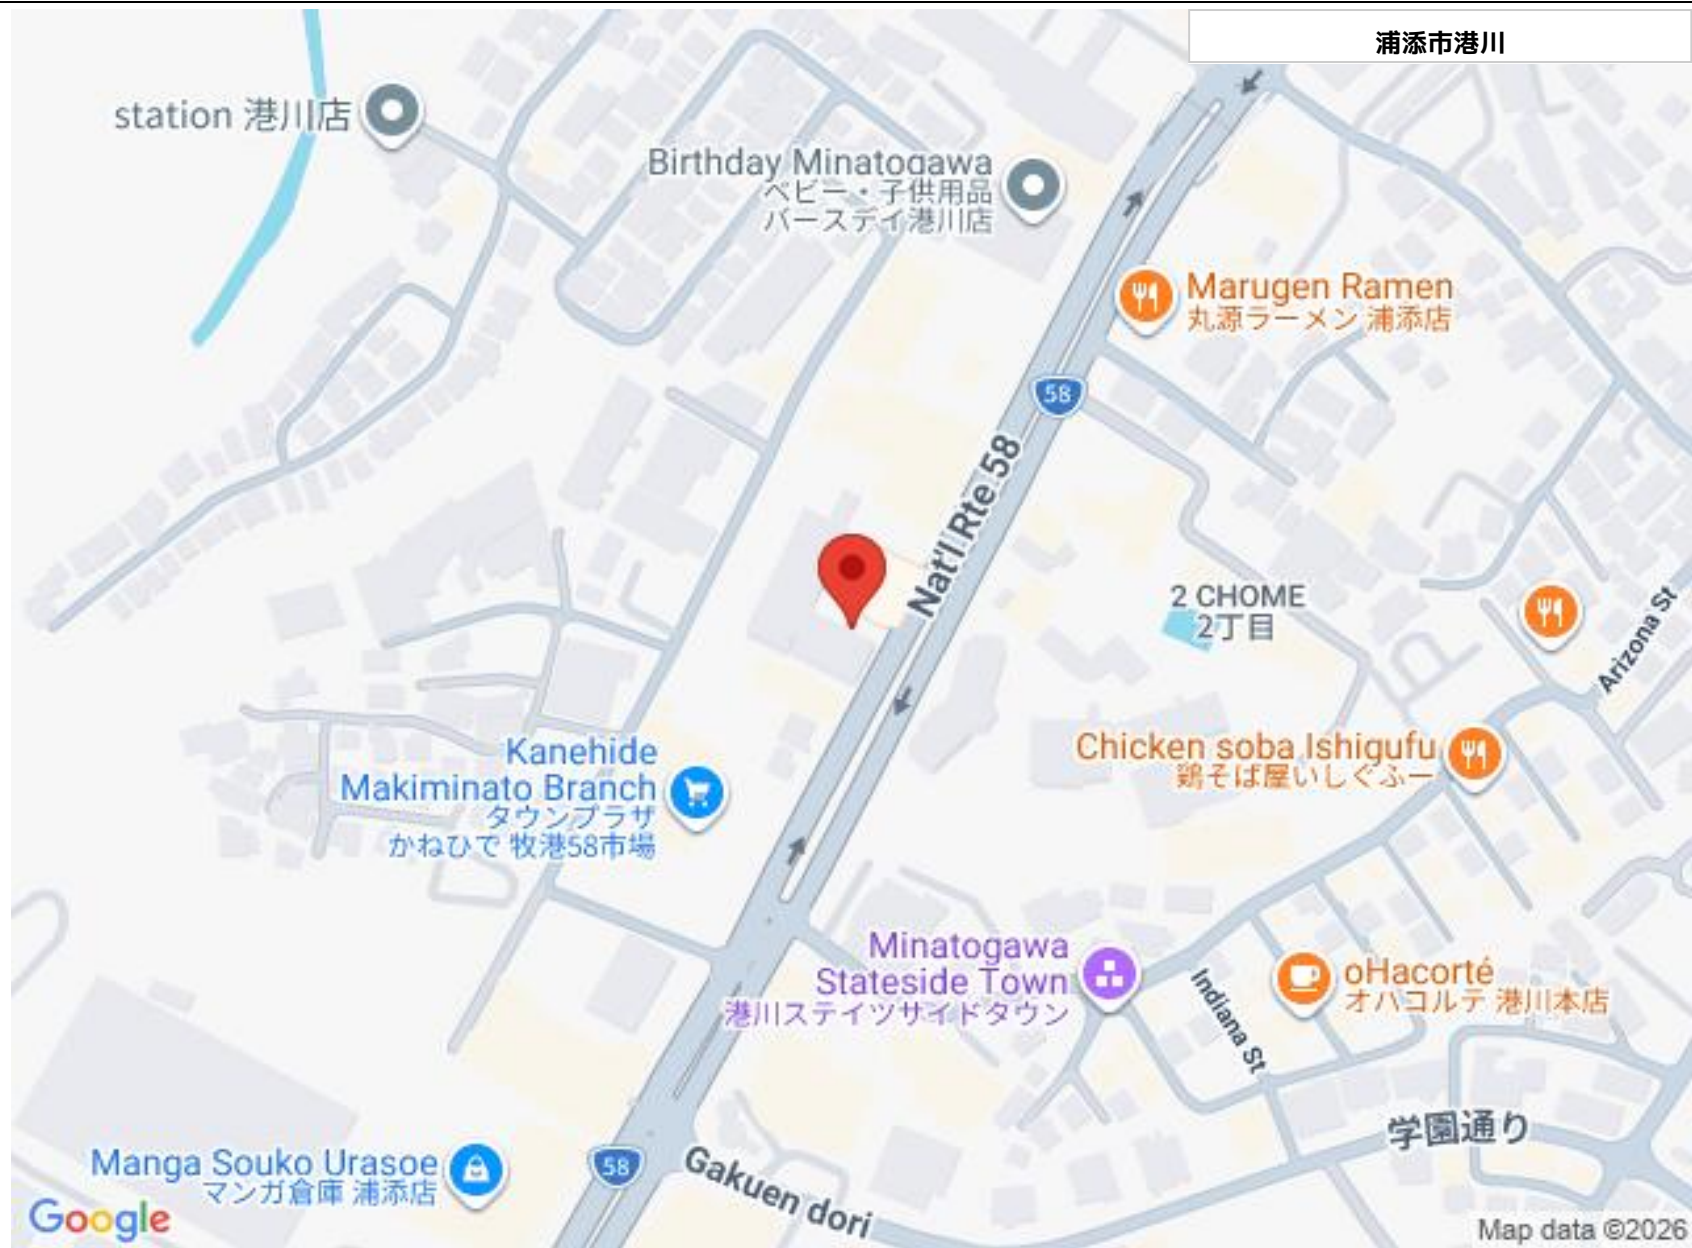 浦添市港川
station 港川店
Birthday Minatogawa
ベビー・子供用品
バースデイ港川店
Marugen Ramen
丸源ラーメン 浦添店
58
Nat'l Rte 58
2 CHOME
2丁目
Arizona St
Kanehide
Makiminato Branch
タウンプラザ
かねひで 牧港58市場
Chicken soba Ishigufu
鶏そば屋いしぐふー
Minatogawa
Stateside Town
港川ステイツサイドタウン
Indiana St
oHacorté
オハコルテ 港川本店
学園通り
Manga Souko Urasoe
マンガ倉庫 浦添店
58
Gakuen dori
Google
Map data ©2026